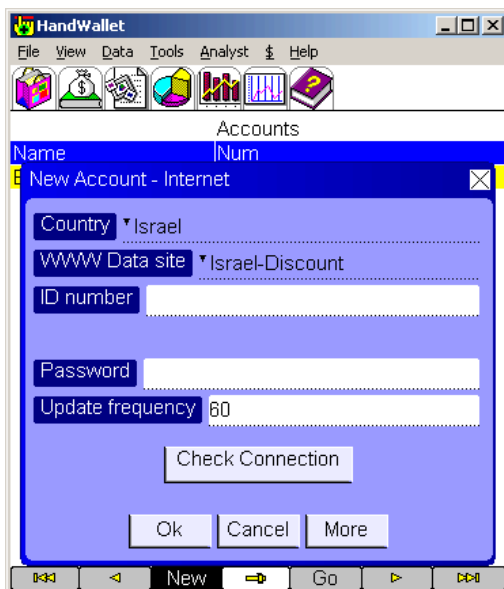 HandWallet
File View Data Tools Analyst $ Help
Accounts
Name Num
New Account - Internet
Country Israel
WWW Data site Israel-Discount
ID number
Password
Update frequency 60
Check Connection
Ok Cancel More
New Go